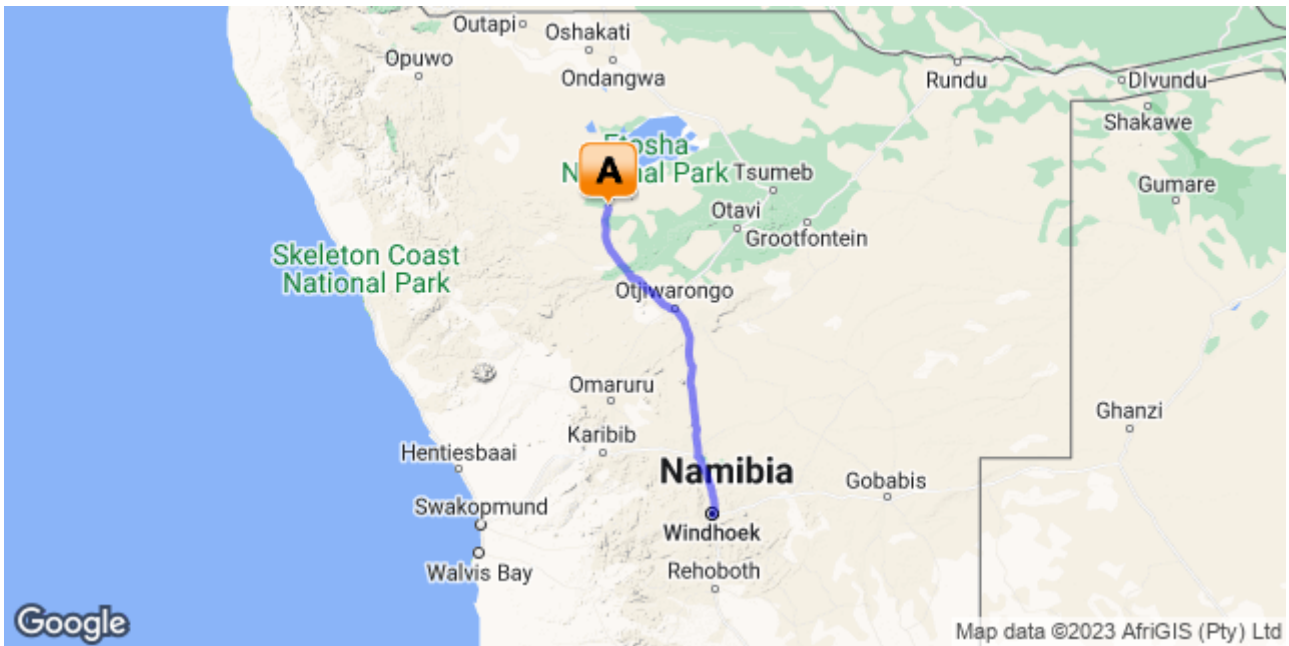 Outapi
Oshakati
Opuwo
Ondangwa
Rundu
DIvundu
Shakawe
Etosha
National Park
A
Tsumeb
Gumare
Otavi
Grootfontein
Skeleton Coast
National Park
Otjiwarongo
Omaruru
Ghanzi
Karibib
Hentiesbaai
Namibia
Gobabis
Swakopmund
Windhoek
Walvis Bay
Rehoboth
Google
Map data ©2023 AfriGIS (Pty) Ltd